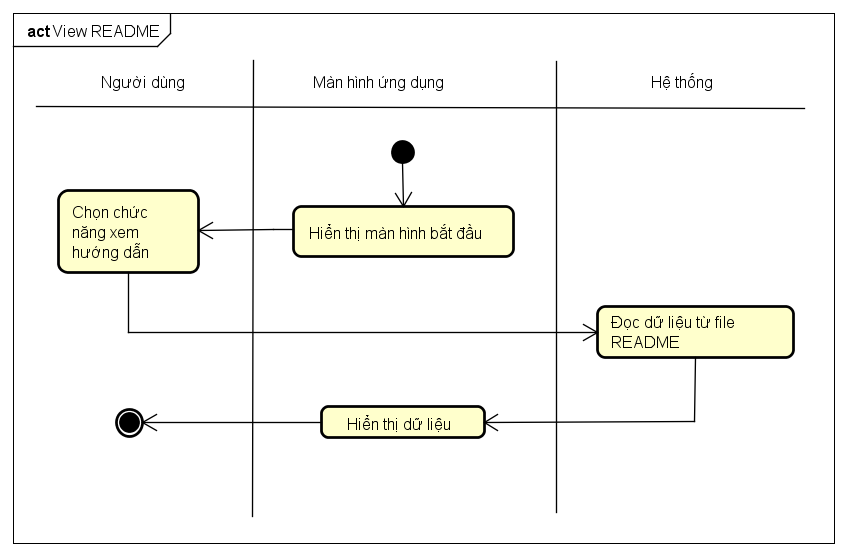 act View README
Người dùng
Màn hình ứng dụng
Hệ thống
Chọn chức
năng xem
hướng dẫn
Hiển thị màn hình bắt đầu
Đọc dữ liệu từ file
README
Hiển thị dữ liệu